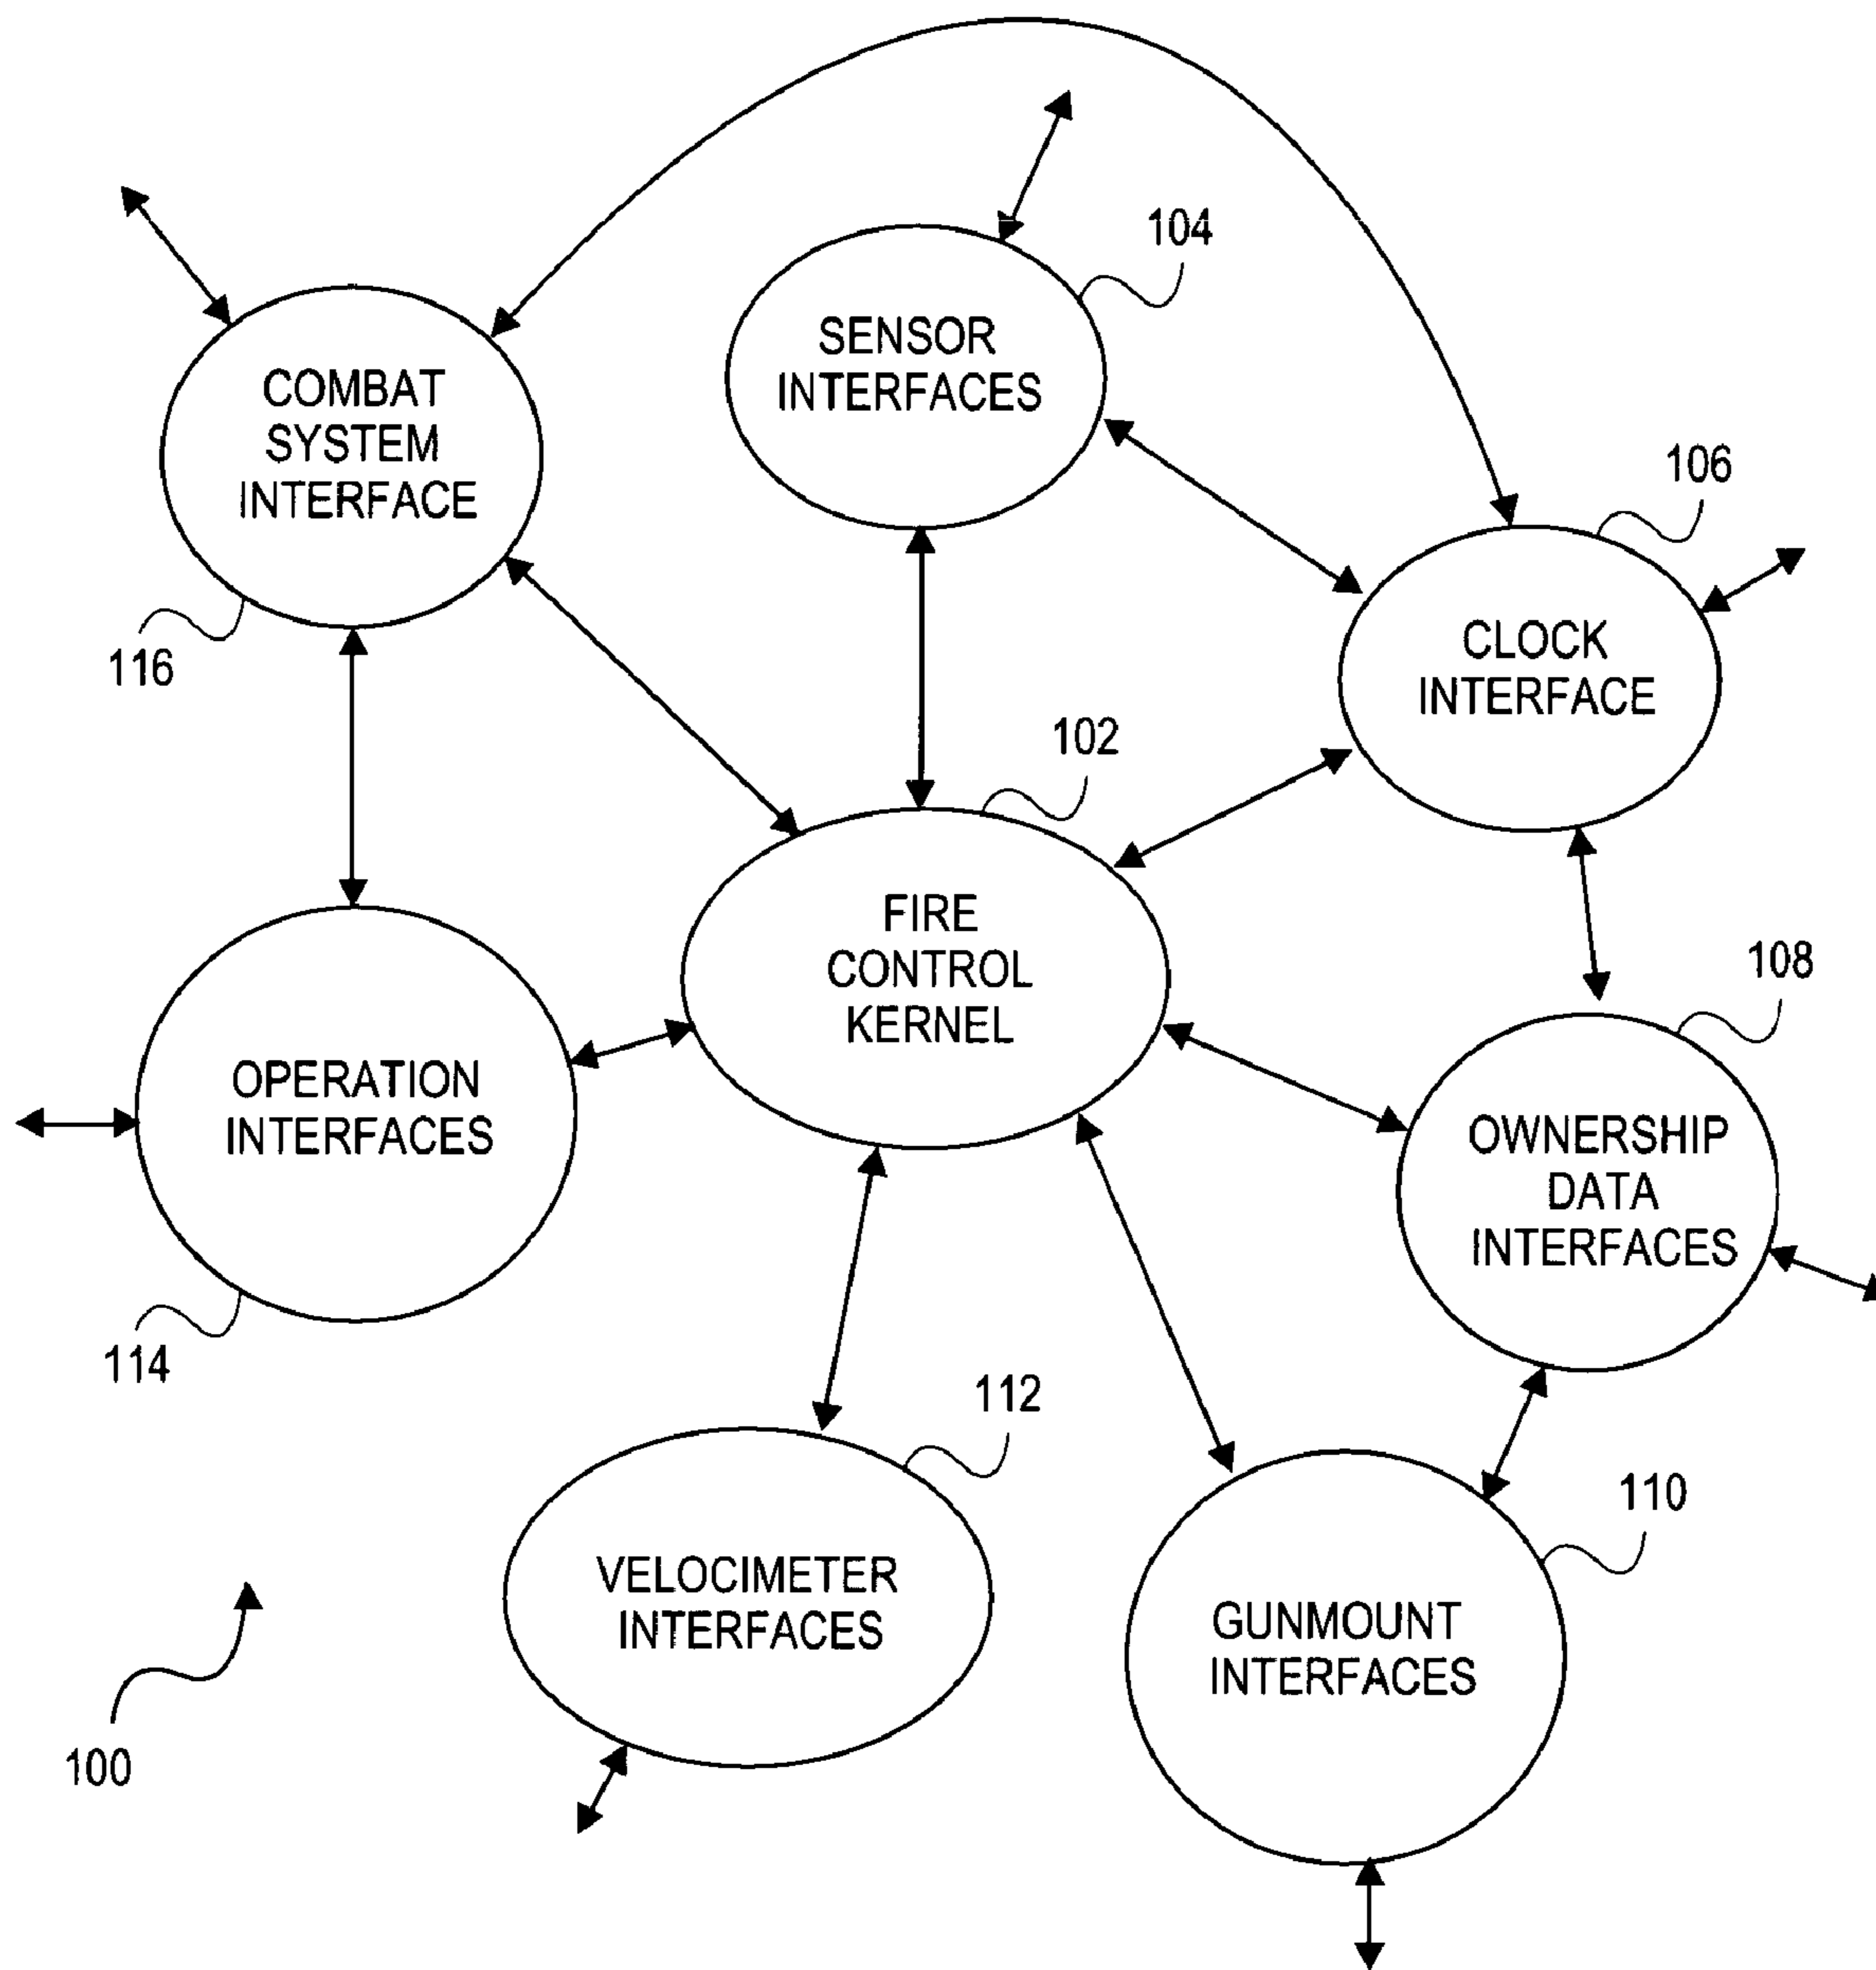 104
SENSOR
INTERFACES
COMBAT
SYSTEM
INTERFACE
116
106
CLOCK
INTERFACE
102
FIRE
CONTROL
KERNEL
108
OWNERSHIP
DATA
INTERFACES
OPERATION
INTERFACES
114
112
VELOCIMETER
INTERFACES
110
GUNMOUNT
INTERFACES
100